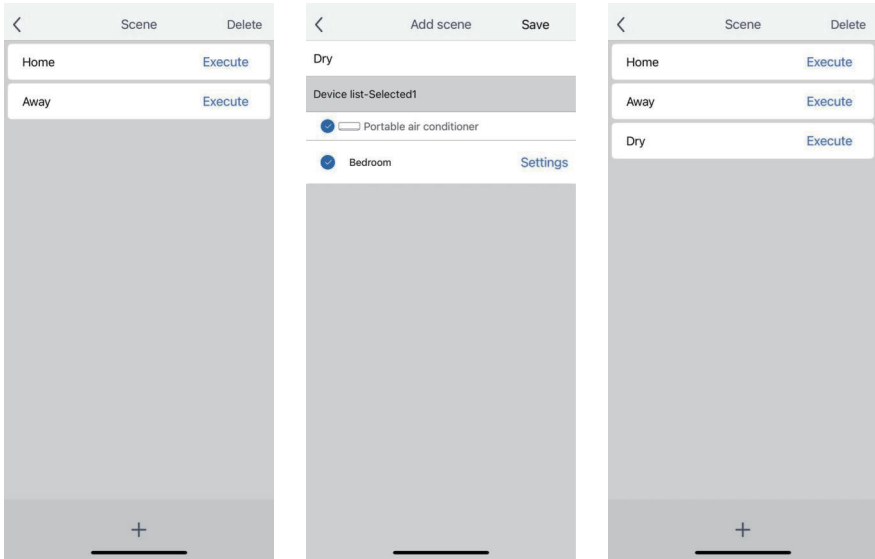 Scene Delete
Home Execute
Away Execute
+
Add scene Save
Dry
Device list-Selected1
Portable air conditioner
Bedroom Settings
Scene Delete
Home Execute
Away Execute
Dry Execute
+